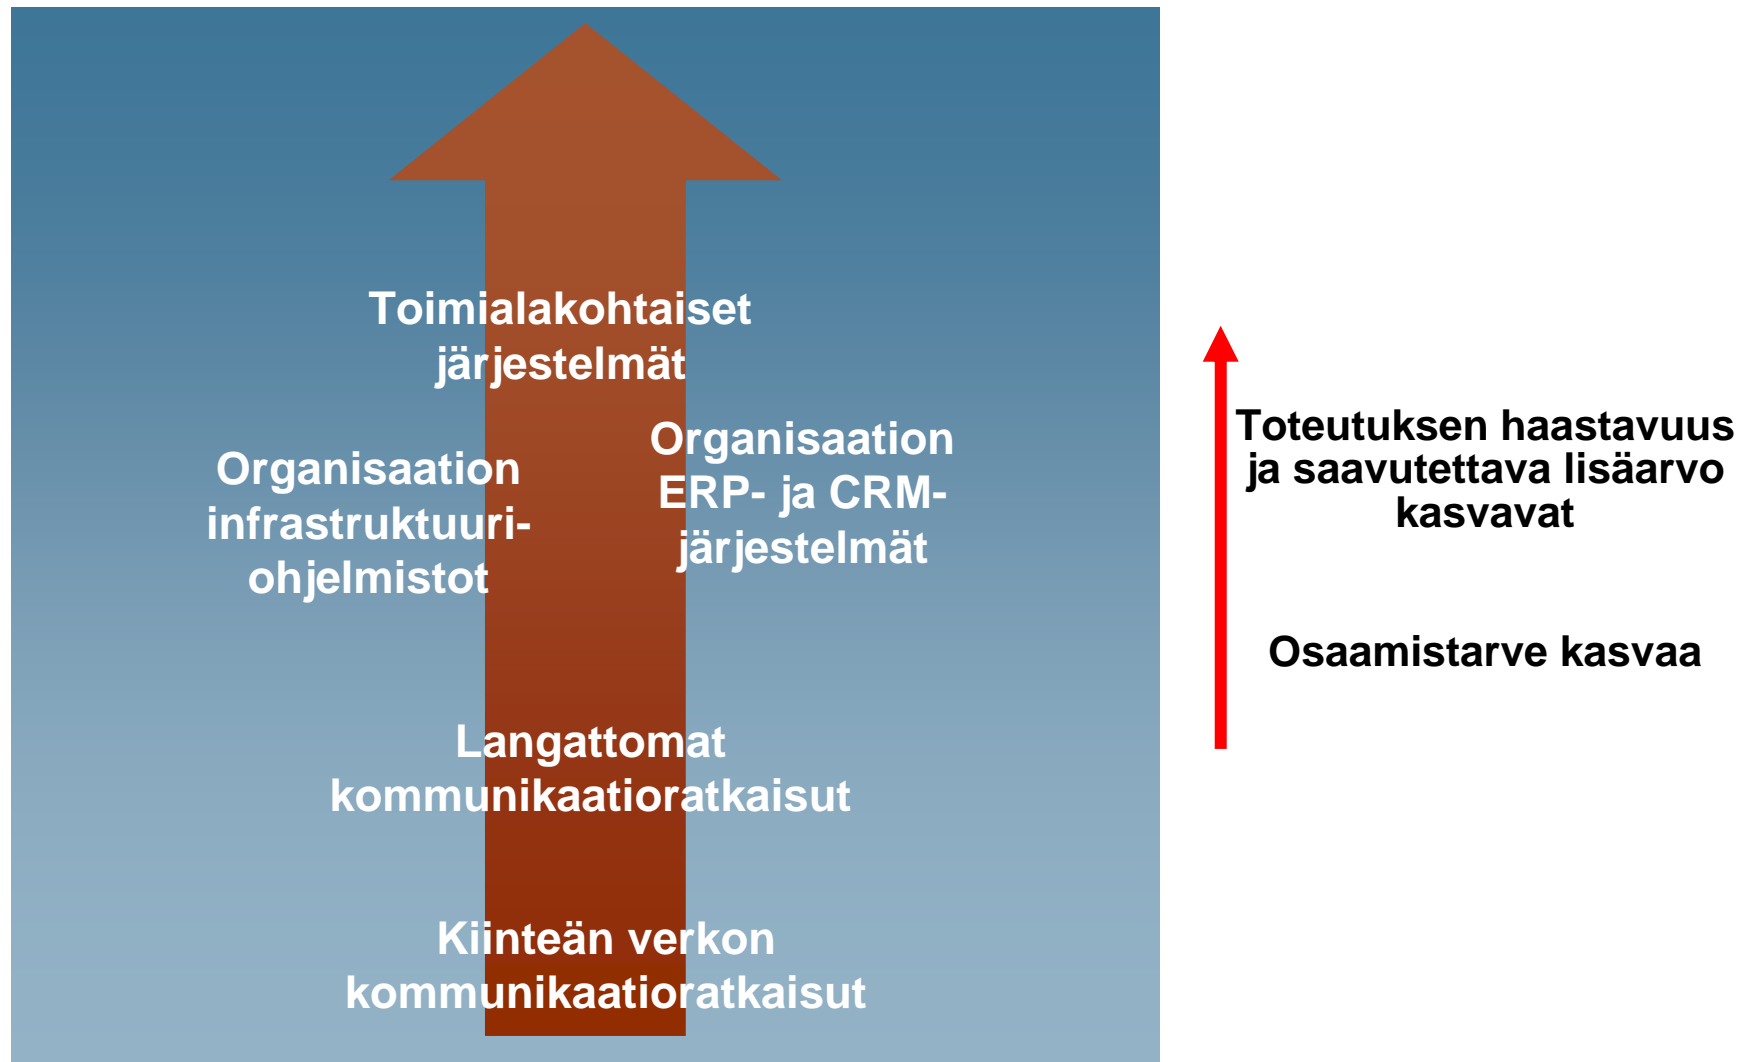 Toimialakohtaiset
järjestelmät
Organisaation
infrastruktuuri-
ohjelmistot
Organisaation
ERP- ja CRM-
järjestelmät
Langattomat
kommunikaatioratkaisut
Kiinteän verkon
kommunikaatioratkaisut
Toteutuksen haastavuus
ja saavutettava lisäarvo
kasvavat
Osaamistarve kasvaa